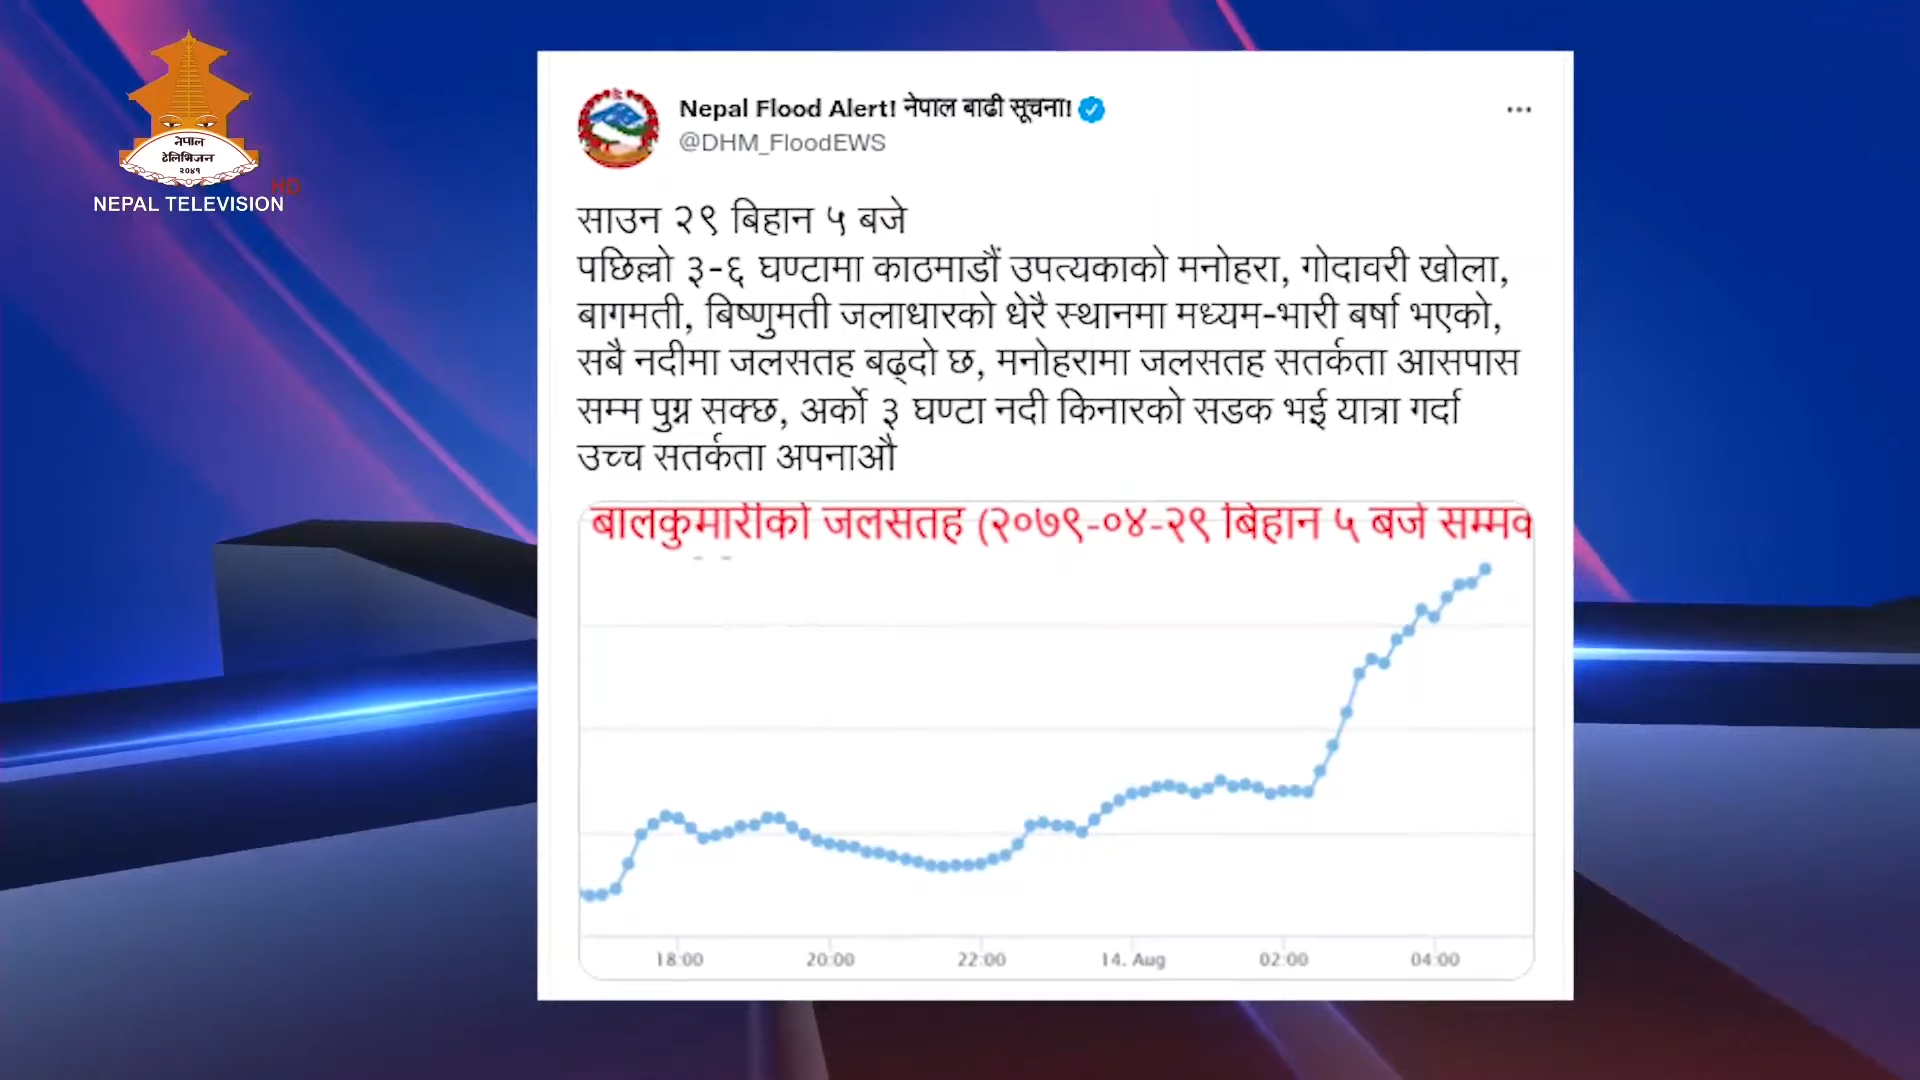 नेपाल
टेलिभिजन
२०४१
HD
NEPAL TELEVISION
Nepal Flood Alert! नेपाल बाढी सूचना!
@DHM_FloodEWS
साउन २९ बिहान ५ बजे
पछिल्लो ३-६ घण्टामा काठमाडौं उपत्यकाको मनोहरा, गोदावरी खोला,
बागमती, बिष्णुमती जलाधारको धेरै स्थानमा मध्यम-भारी बर्षा भएको,
सबै नदीमा जलसतह बढ्दो छ, मनोहरामा जलसतह सतर्कता आसपास
सम्म पुग्न सक्छ, अर्को ३ घण्टा नदी किनारको सडक भई यात्रा गर्दा
उच्च सतर्कता अपनाऔ
बालकुमारीको जलसतह (२०७९-०४-२९ बिहान ५ बजे सम्मव
18:00 20:00 22:00 14. Aug 02:00 04:00